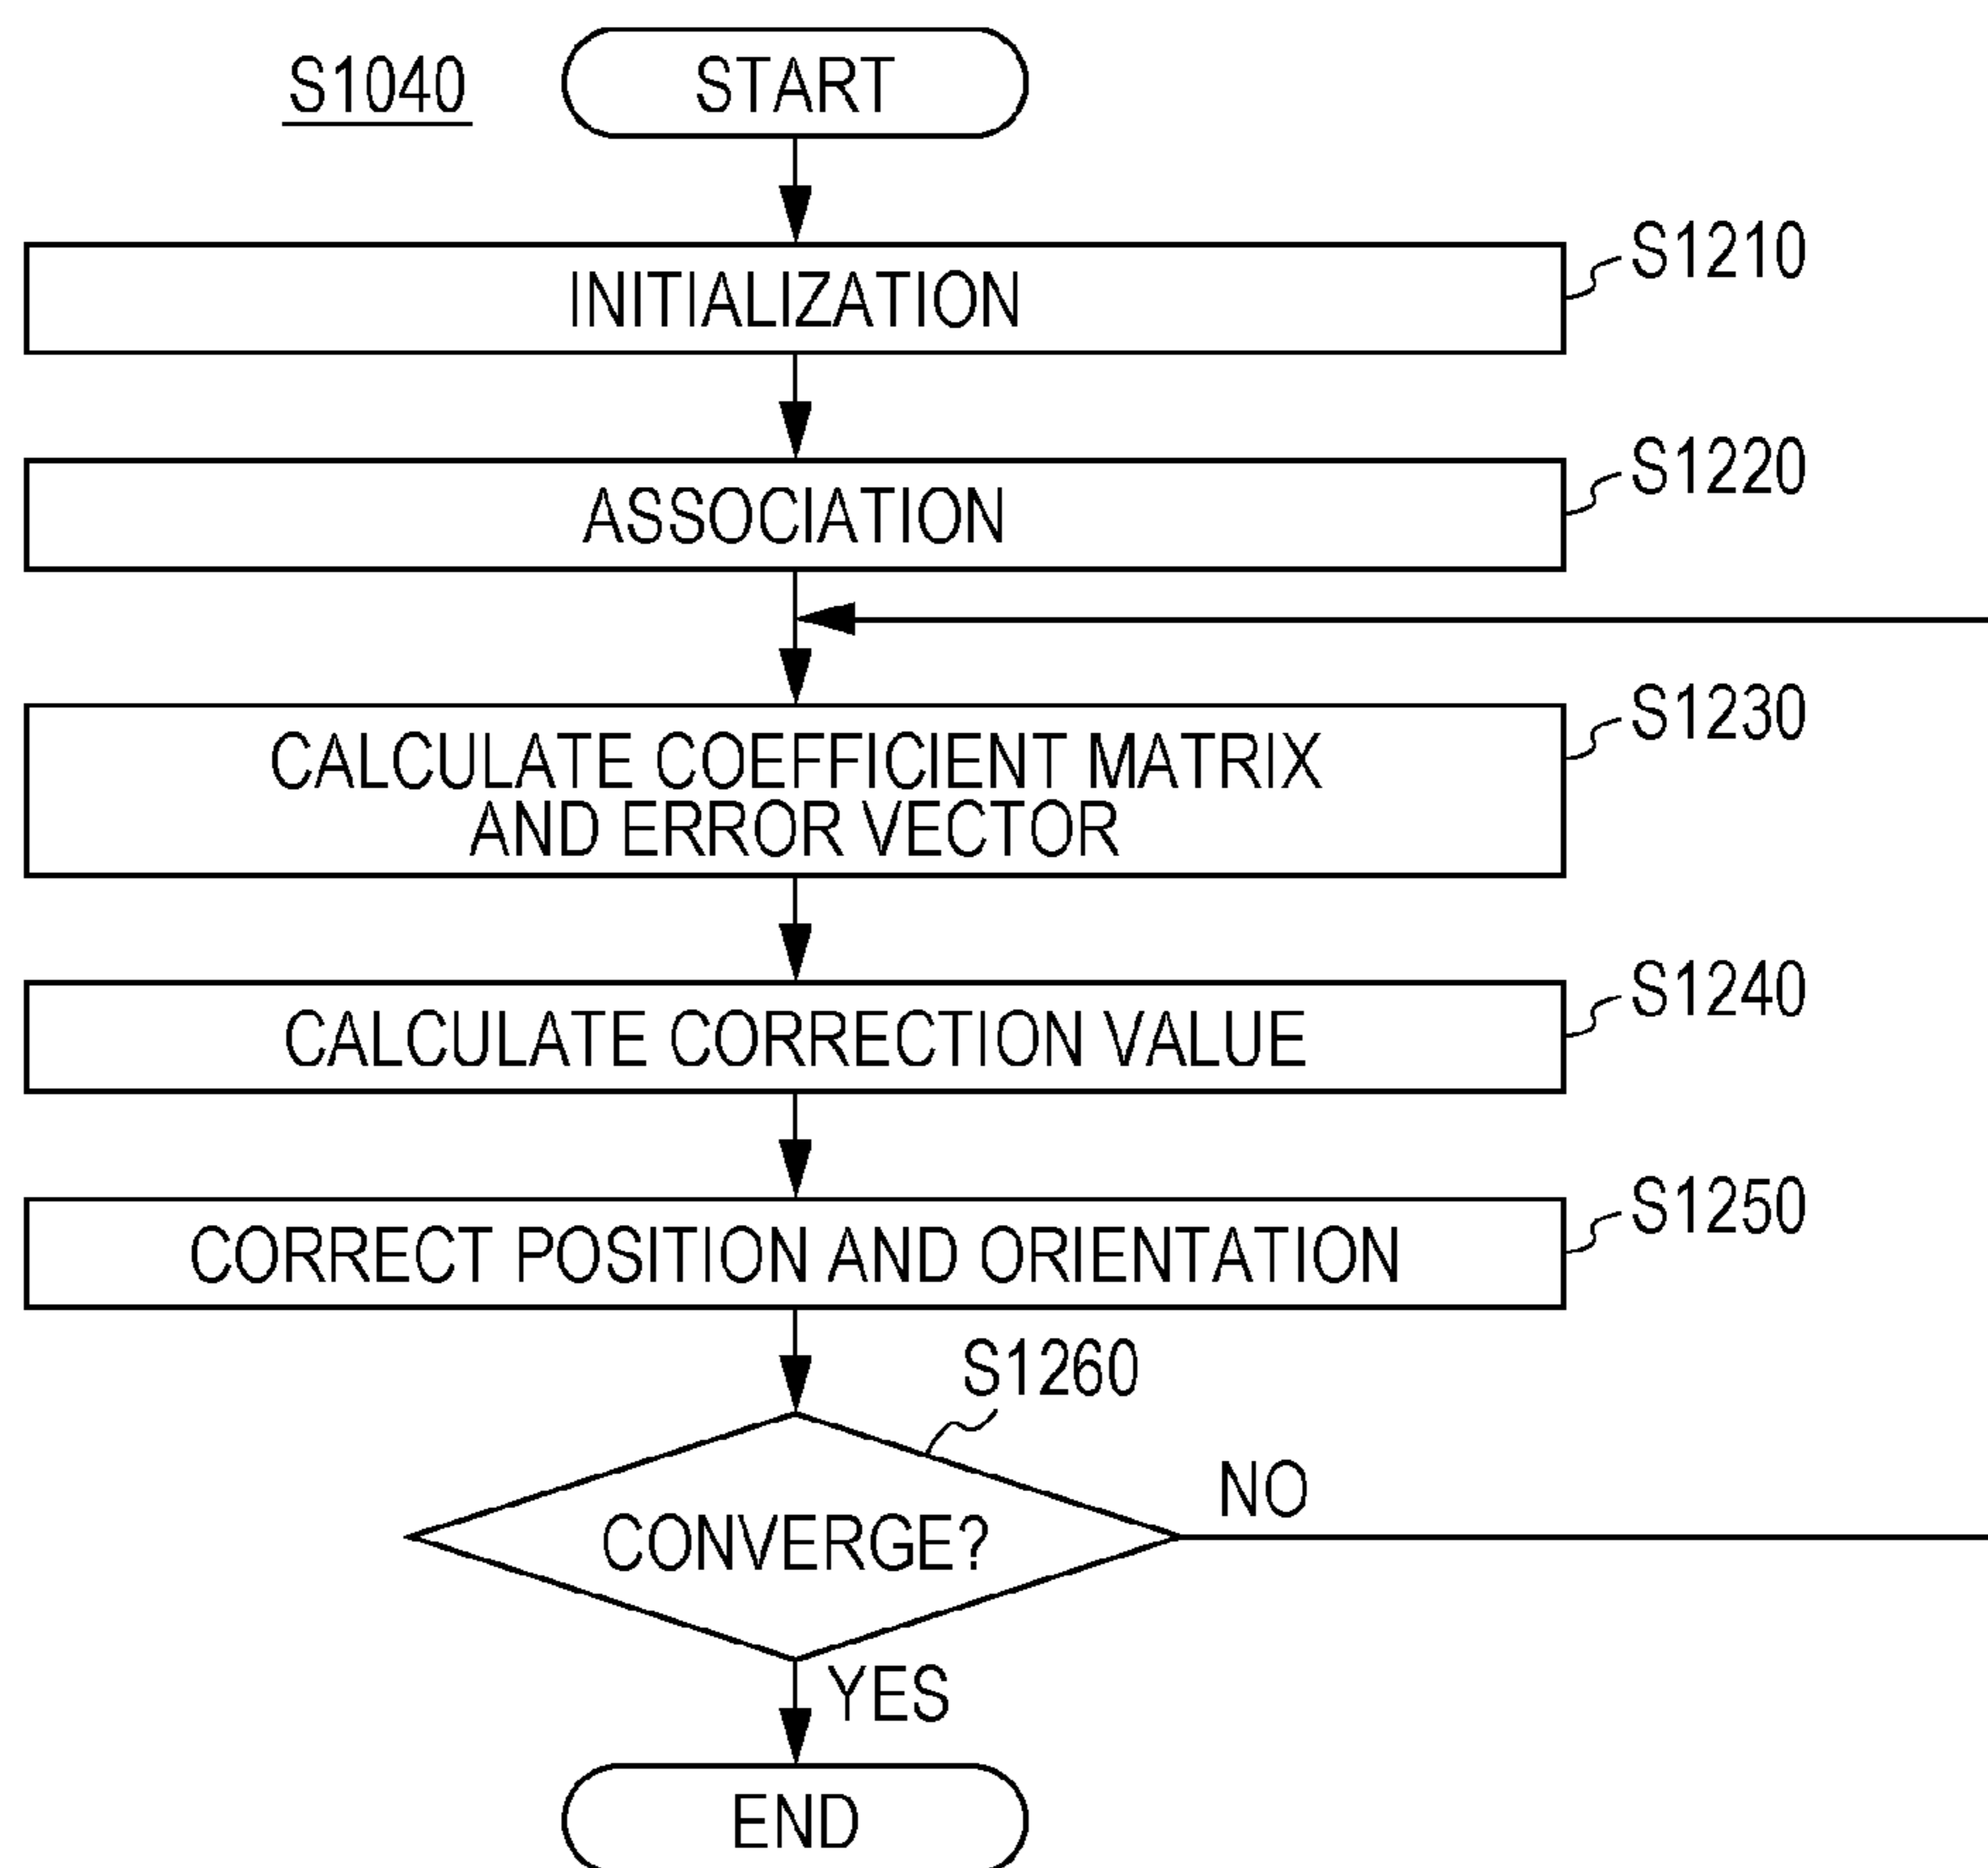 S1040
START
INITIALIZATION
S1210
ASSOCIATION
S1220
CALCULATE COEFFICIENT MATRIX
AND ERROR VECTOR
S1230
CALCULATE CORRECTION VALUE
S1240
CORRECT POSITION AND ORIENTATION
S1250
S1260
CONVERGE?
NO
YES
END